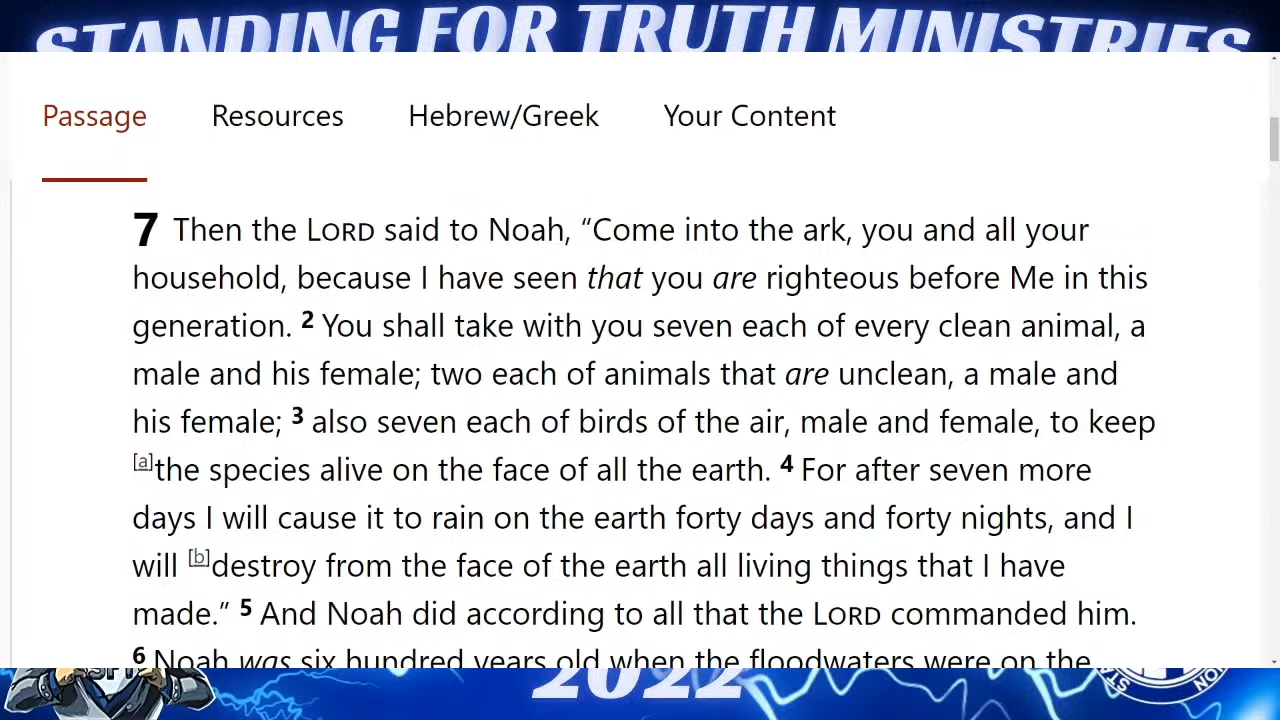 STANDING FOR TRUTH MINISTRIES
Passage Resources Hebrew/Greek Your Content
7 Then the LORD said to Noah, “Come into the ark, you and all your
household, because I have seen that you are righteous before Me in this
generation. 2 You shall take with you seven each of every clean animal, a
male and his female; two each of animals that are unclean, a male and
his female; 3 also seven each of birds of the air, male and female, to keep
[a]the species alive on the face of all the earth. 4 For after seven more
days I will cause it to rain on the earth forty days and forty nights, and I
will [b]destroy from the face of the earth all living things that I have
made.” 5 And Noah did according to all that the LORD commanded him.
6 Noah was six hundred years old when the floodwaters were on the
2022